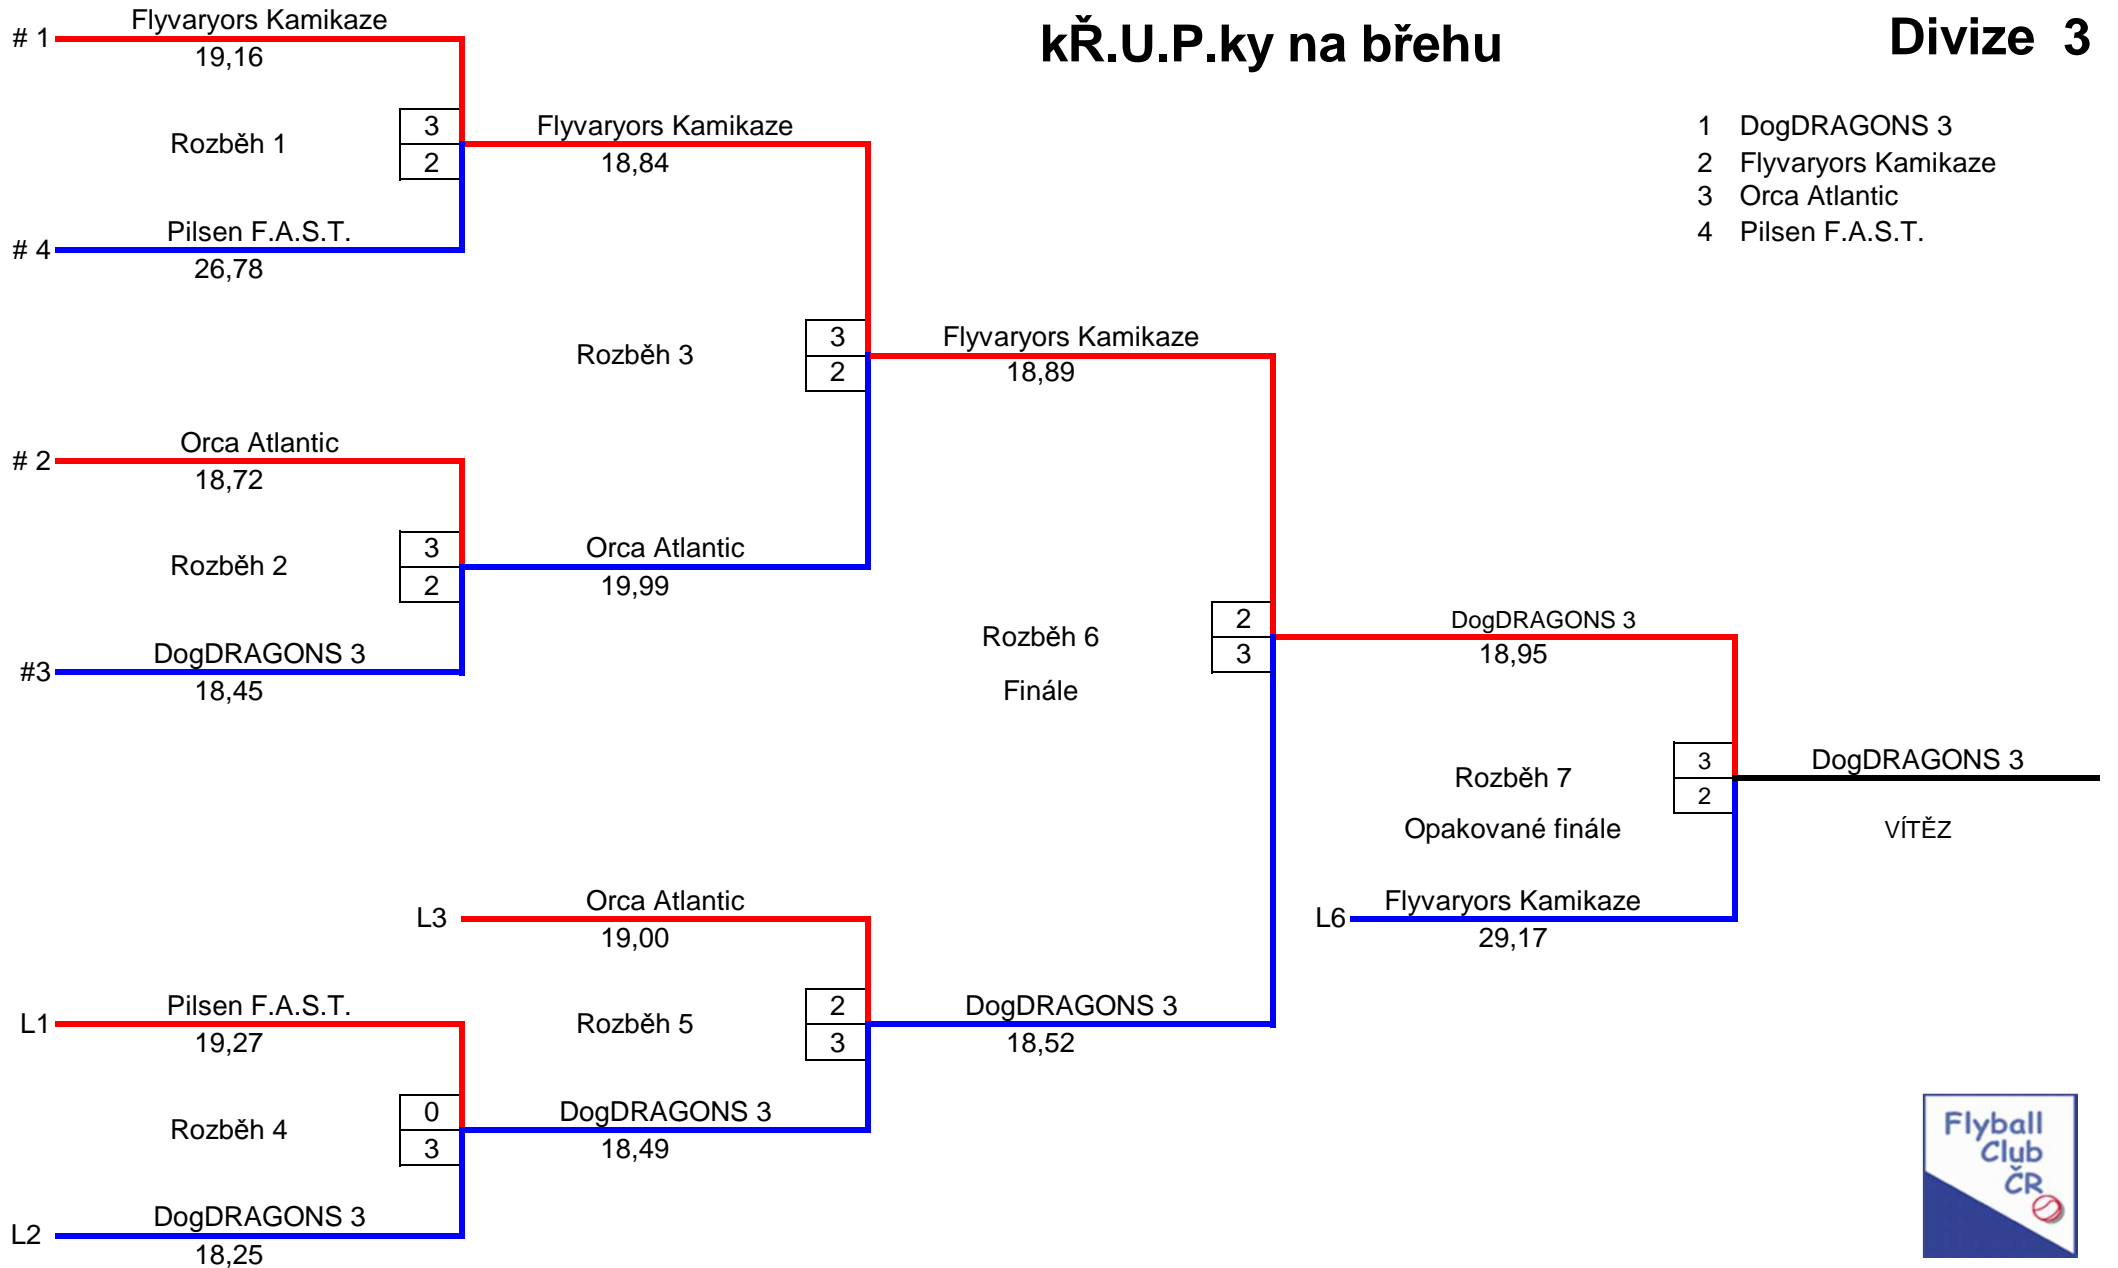 kŘ.U.P.ky na břehu
Divize 3
1 DogDRAGONS 3
2 Flyvaryors Kamikaze
3 Orca Atlantic
4 Pilsen F.A.S.T.
# 1
Flyvaryors Kamikaze
19,16
Rozběh 1
3
2
# 4
Pilsen F.A.S.T.
26,78
Flyvaryors Kamikaze
18,84
Rozběh 3
3
2
# 2
Orca Atlantic
18,72
Rozběh 2
3
2
#3
DogDRAGONS 3
18,45
Orca Atlantic
19,99
Flyvaryors Kamikaze
18,89
Rozběh 6
2
3
Finále
DogDRAGONS 3
18,95
Rozběh 7
3
2
Opakované finále
DogDRAGONS 3
VÍTĚZ
L6
Flyvaryors Kamikaze
29,17
L3
Orca Atlantic
19,00
Rozběh 5
2
3
DogDRAGONS 3
18,52
L1
Pilsen F.A.S.T.
19,27
Rozběh 4
0
3
DogDRAGONS 3
18,49
L2
DogDRAGONS 3
18,25
Flyball
Club
ČR